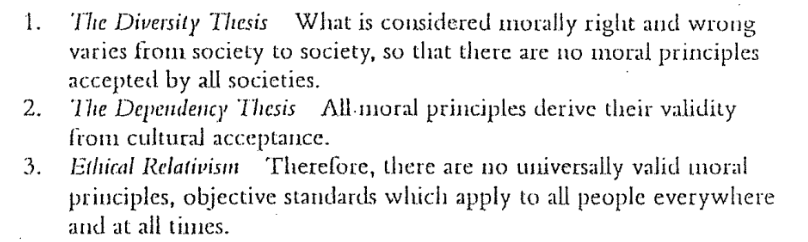 1. The Diversity Thesis What is considered morally right and wrong
varies from society to society, so that there are no moral principles
accepted by all societies.
2. The Dependency Thesis All moral principles derive their validity
from cultural acceptance.
3. Ethical Relativism Therefore, there are no universally valid moral
principles, objective standards which apply to all people everywhere
and at all times.